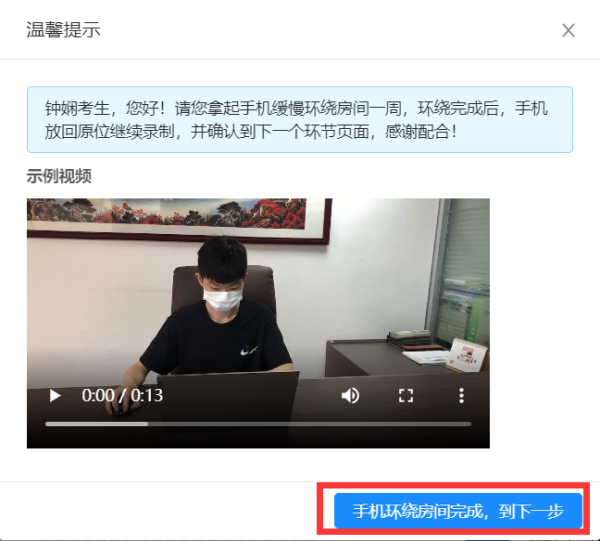 温馨提示
钟娴考生，您好！请您拿起手机缓慢环绕房间一周，环绕完成后，手机
放回原位继续录制，并确认到下一个环节页面，感谢配合！
示例视频
0:00 / 0:13
手机环绕房间完成，到下一步